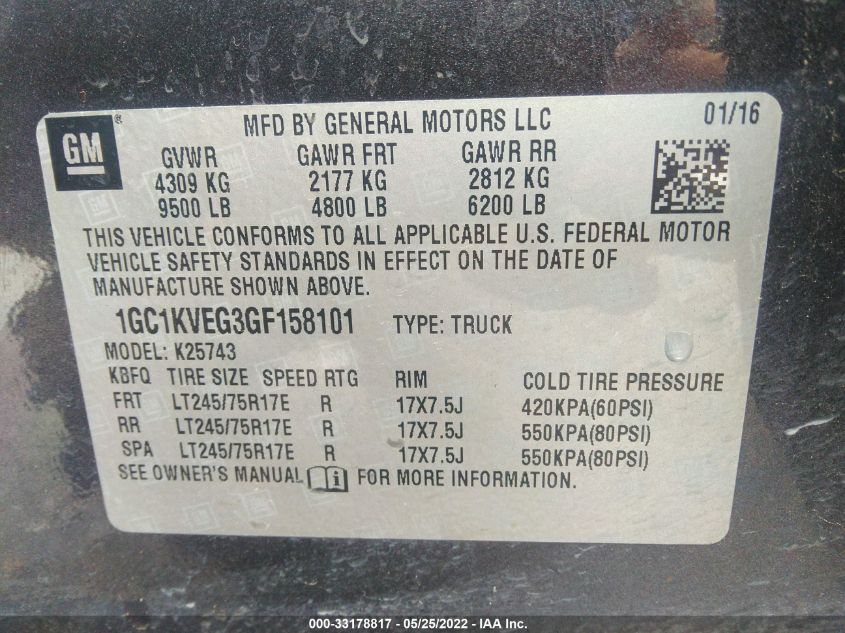 GM ® MFD BY GENERAL MOTORS LLC 01/16
GVWR GAWR FRT GAWR RR
4309 KG 2177 KG 2812 KG
9500 LB 4800 LB 6200 LB
THIS VEHICLE CONFORMS TO ALL APPLICABLE U.S. FEDERAL MOTOR
VEHICLE SAFETY STANDARDS IN EFFECT ON THE DATE OF
MANUFACTURE SHOWN ABOVE.
1GC1KVEG3GF158101 TYPE: TRUCK
MODEL: K25743
KBFQ TIRE SIZE SPEED RTG RIM COLD TIRE PRESSURE
FRT LT245/75R17E R 17X7.5J 420KPA(60PSI)
RR LT245/75R17E R 17X7.5J 550KPA(80PSI)
SPA LT245/75R17E R 17X7.5J 550KPA(80PSI)
SEE OWNER'S MANUAL i FOR MORE INFORMATION.
000-33178817 - 05/25/2022 - IAA Inc.